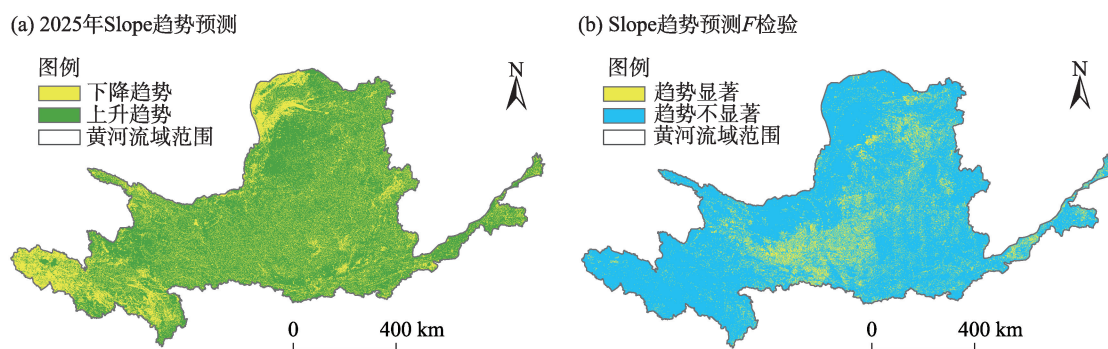 (a) 2025年Slope趋势预测
N
图例
下降趋势
上升趋势
黄河流域范围
0 400 km
(b) Slope趋势预测F检验
N
图例
趋势显著
趋势不显著
黄河流域范围
0 400 km